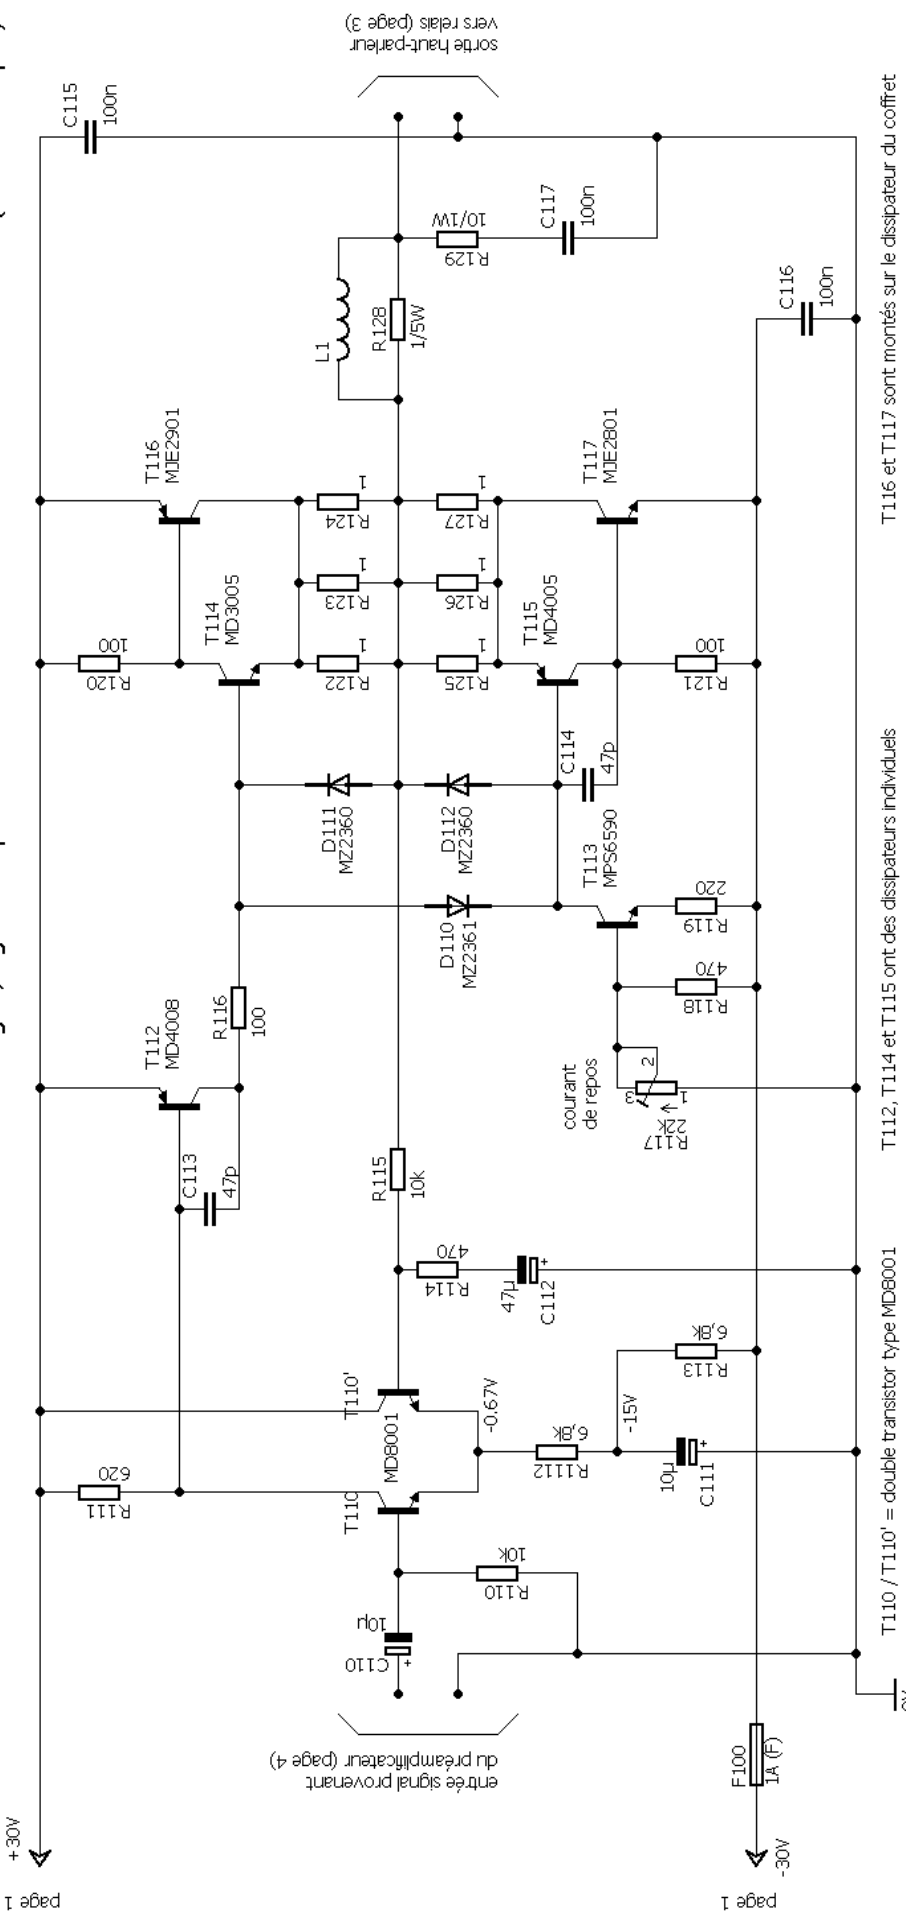 page 1
+30V
page 1
-30V
F100
1A (F)
0V
entrée signal provenant
du préamplificateur (page 4)
C110
10µ
+
R110
10k
R111
620
T110
MD8001
T110'
-0.67V
R1112
6,8k
-15V
10µ
C111
+
R113
6,8k
R114
470
47µ
C112
+
R115
10k
C113
47p
T112
MD4008
R116
100
courant
de repos
R117
22k
1
2
3
R118
470
R119
220
T113
MPS6590
D110
MZ2361
D111
MZ2360
D112
MZ2360
C114
47p
R120
100
T114
MD3005
T115
MD4005
R121
100
R122
1
R123
1
R124
1
R125
1
R126
1
R127
1
T116
MJE2901
T117
MJE2801
L1
R128
1/5W
R129
10/1W
C117
100n
C115
100n
C116
100n
sortie haut-parleur
vers relais (page 3)
T110 / T110' = double transistor type MD8001
T112, T114 et T115 ont des dissipateurs individuels
T116 et T117 sont montés sur le dissipateur du coffret